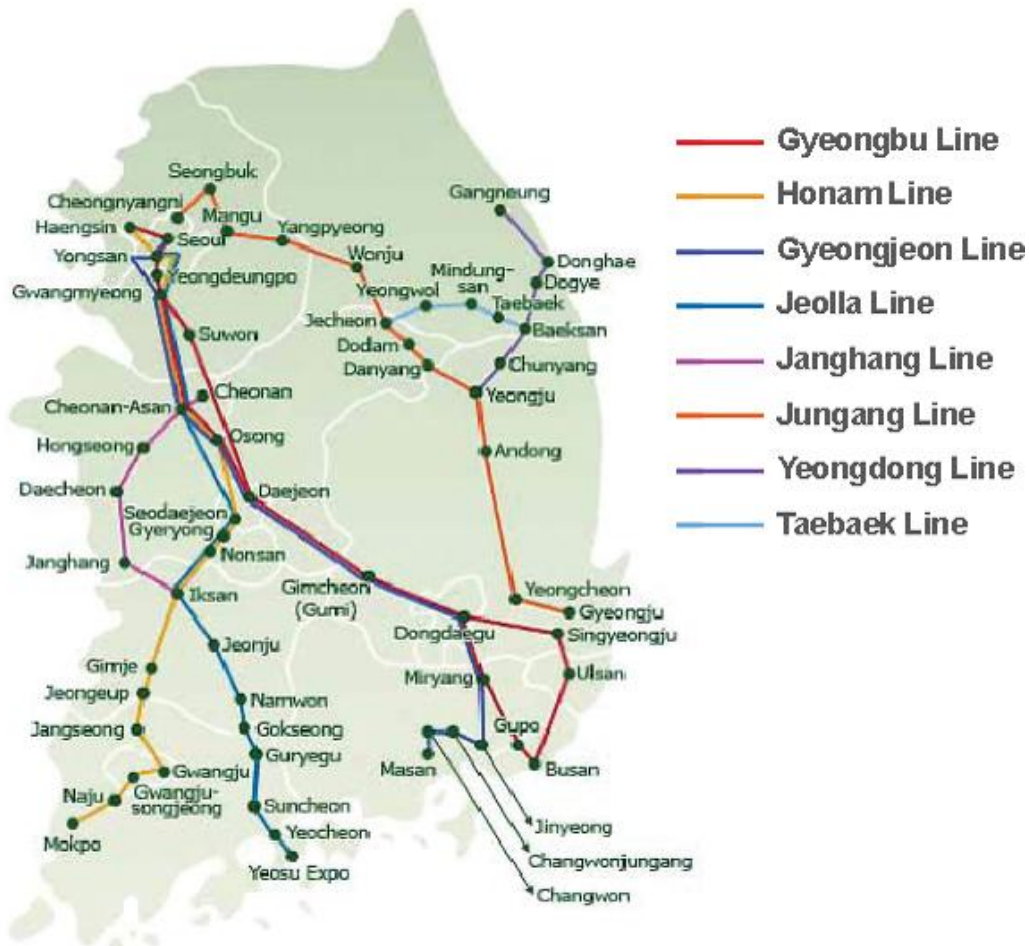 Seongbuk
Cheongnyangni
Mangu
Haengsin
Seoul
Yangpyeong
Yongsan
Yeongdeungpo
Wonju
Gwangmyeong
Gangneung
Donghae
Dogye
Mindung-
san
Yeongwol
Taebaek
Suwon
Jecheon
Baeksan
Dodam
Danyang
Chunyang
Cheonan
Yeongju
Cheonan-Asan
Osong
Hongseong
Andong
Daecheon
Daejeon
Seodaejeon
Gyeryong
Nonsan
Janghang
Iksan
Gimcheon
(Gumi)
Yeongcheon
Gyeongju
Dongdaegu
Singyeongju
Jeonju
Gimje
Miryang
Ulsan
Jeongeup
Namwon
Jangseong
Gokseong
Gupo
Guryegu
Masan
Busan
Gwangju
Gwangju-
songjeong
Naju
Mokpo
Suncheon
Yeocheon
Yeosu Expo
Jinyeong
Changwonjungang
Changwon
Gyeongbu Line
Honam Line
Gyeongjeon Line
Jeolla Line
Janghang Line
Jungang Line
Yeongdong Line
Taebaek Line